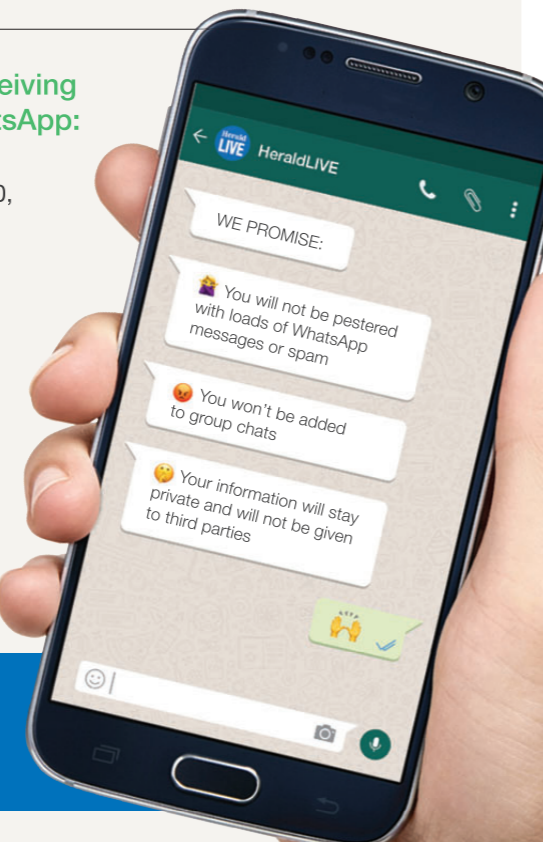 eiving
tsApp:
0,
Herald
LIVE
HeraldLIVE
WE PROMISE:
You will not be pestered
with loads of WhatsApp
messages or spam
You won't be added
to group chats
Your information will stay
private and will not be given
to third parties